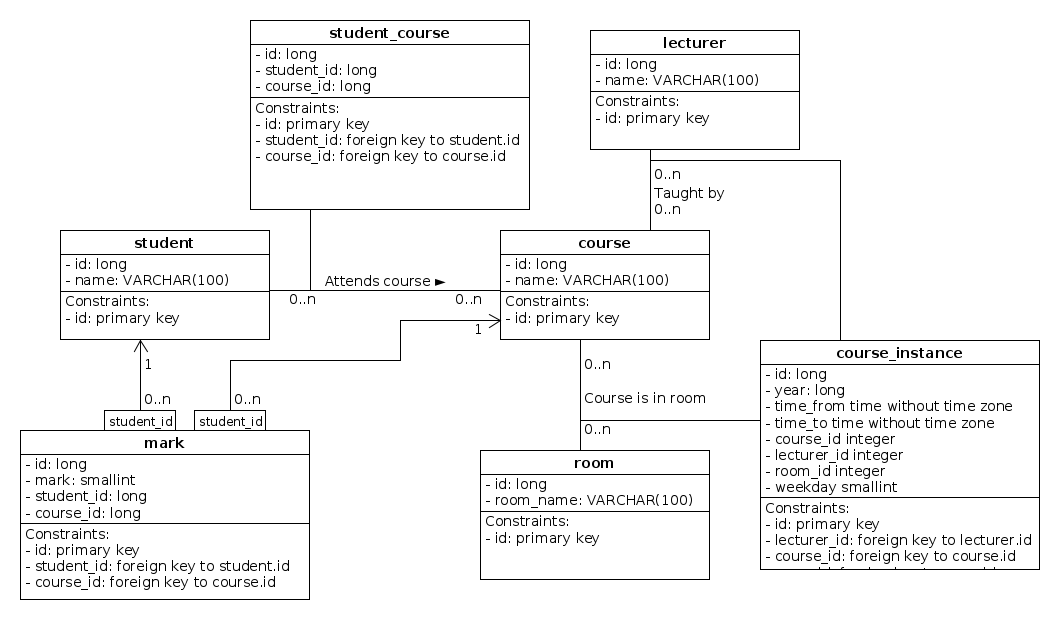 student_course
- id: long
- student_id: long
- course_id: long
Constraints:
- id: primary key
- student_id: foreign key to student.id
- course_id: foreign key to course.id
lecturer
- id: long
- name: VARCHAR(100)
Constraints:
- id: primary key
0..n
Taught by
0..n
student
- id: long
- name: VARCHAR(100)
Constraints:
- id: primary key
Attends course ►
0..n
0..n
course
- id: long
- name: VARCHAR(100)
Constraints:
- id: primary key
1
1
0..n
0..n
student_id
student_id
mark
- id: long
- mark: smallint
- student_id: long
- course_id: long
Constraints:
- id: primary key
- student_id: foreign key to student.id
- course_id: foreign key to course.id
0..n
Course is in room
0..n
room
- id: long
- room_name: VARCHAR(100)
Constraints:
- id: primary key
course_instance
- id: long
- year: long
- time_from time without time zone
- time_to time without time zone
- course_id integer
- lecturer_id integer
- room_id integer
- weekday smallint
Constraints:
- id: primary key
- lecturer_id: foreign key to lecturer.id
- course_id: foreign key to course.id